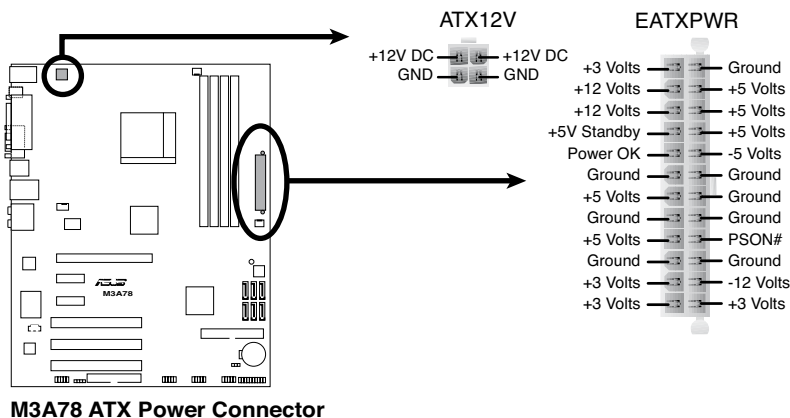 ATX12V
+12V DC +12V DC
GND GND
EATXPWR
+3 Volts Ground
+12 Volts +5 Volts
+12 Volts +5 Volts
+5V Standby +5 Volts
Power OK -5 Volts
Ground Ground
+5 Volts Ground
Ground Ground
+5 Volts PSON#
Ground Ground
+3 Volts -12 Volts
+3 Volts +3 Volts
ASUS
M3A78
M3A78 ATX Power Connector